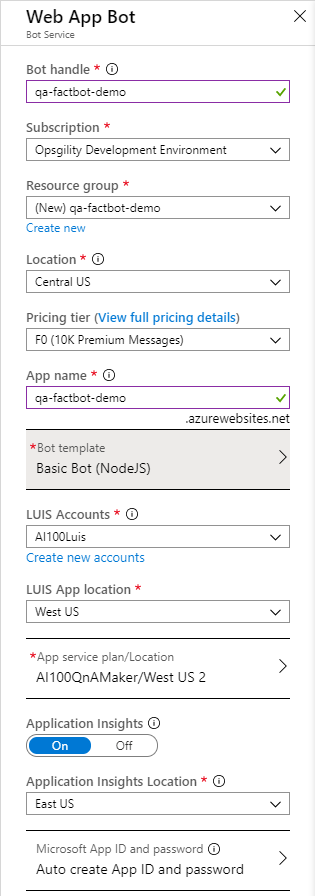 Web App Bot
Bot Service
Bot handle *
qa-factbot-demo
Subscription *
Opsgility Development Environment
Resource group *
(New) qa-factbot-demo
Create new
Location *
Central US
Pricing tier (View full pricing details)
F0 (10K Premium Messages)
App name *
qa-factbot-demo
.azurewebsites.net
*Bot template
Basic Bot (NodeJS)
LUIS Accounts *
AI100Luis
Create new accounts
LUIS App location *
West US
*App service plan/Location
AI100QnAMaker/West US 2
Application Insights
On Off
Application Insights Location *
East US
Microsoft App ID and password
Auto create App ID and password